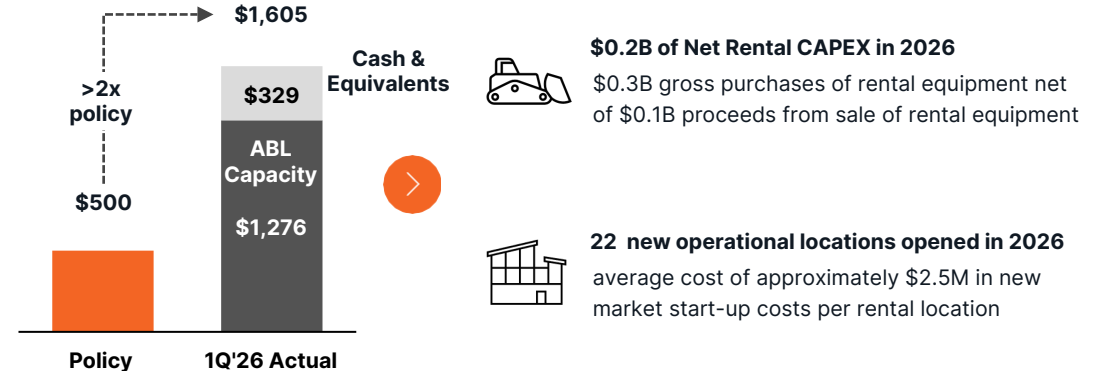 $1,605
Cash &
Equivalents
$329
>2x
policy
ABL
Capacity
$500
$1,276
Policy
1Q'26 Actual
$0.2B of Net Rental CAPEX in 2026
$0.3B gross purchases of rental equipment net
of $0.1B proceeds from sale of rental equipment
22 new operational locations opened in 2026
average cost of approximately $2.5M in new
market start-up costs per rental location